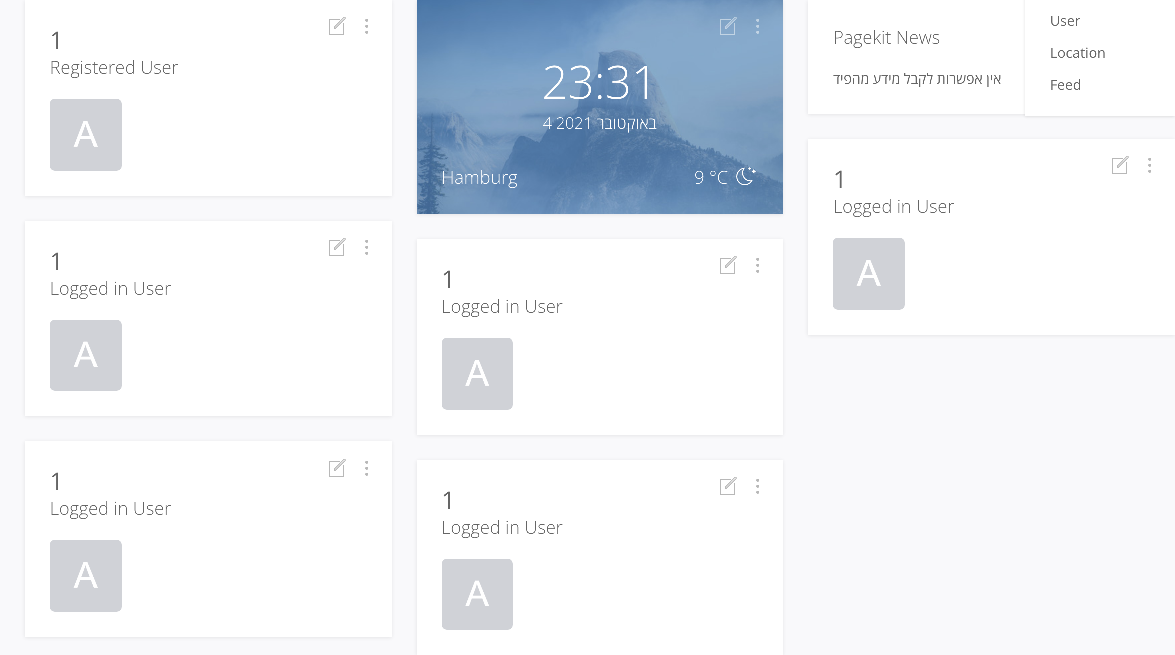 1
Registered User
A
1
Logged in User
A
1
Logged in User
A
23:31
4 באוקטובר 2021
Hamburg
9 °C
1
Logged in User
A
1
Logged in User
A
Pagekit News
אין אפשרות לקבל מידע מהפיד
User
Location
Feed
1
Logged in User
A